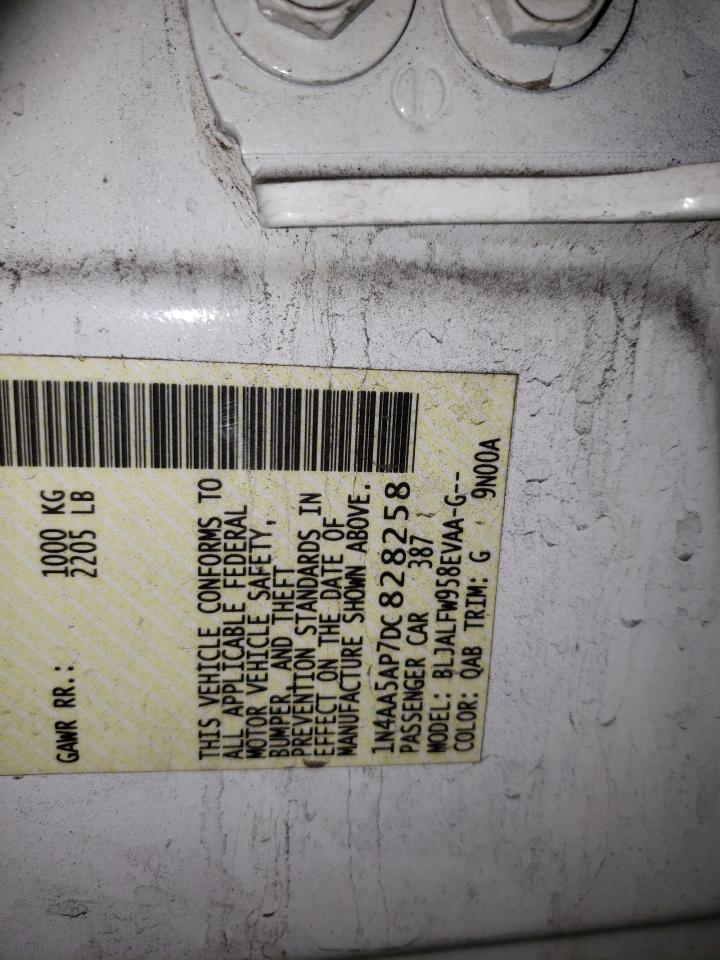 GAWR RR.: 1000 KG
2205 LB
THIS VEHICLE CONFORMS TO
ALL APPLICABLE FEDERAL
MOTOR VEHICLE SAFETY,
BUMPER, AND THEFT
PREVENTION STANDARDS IN
EFFECT ON THE DATE OF
MANUFACTURE SHOWN ABOVE.
1N4AA5AP7DC828258
PASSENGER CAR 387
MODEL: BLJALFW958EVAA-G--
COLOR: QAB TRIM: G 9N00A